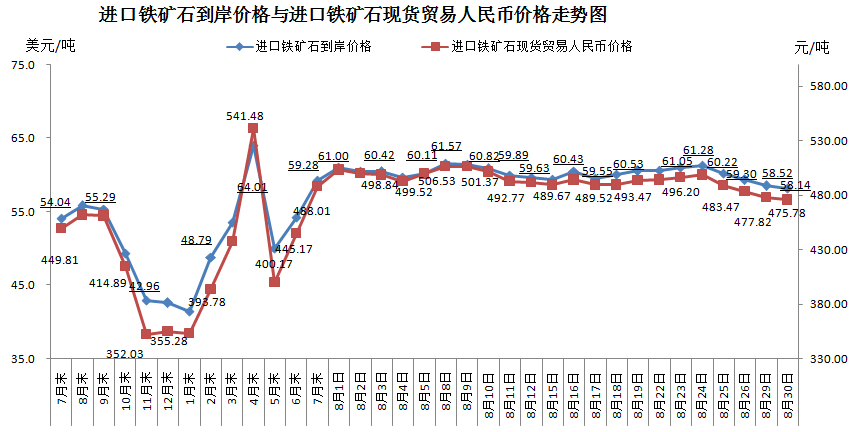 进口铁矿石到岸价格与进口铁矿石现货贸易人民币价格走势图
美元/吨
进口铁矿石到岸价格
进口铁矿石现货贸易人民币价格
元/吨
75.0
65.0
55.0
45.0
35.0
580.00
530.00
480.00
430.00
380.00
330.00
54.04
55.29
42.96
48.79
64.01
59.28
61.00
60.42
60.11
61.57
60.82
59.89
59.63
60.43
59.55
60.53
61.05
61.28
60.22
59.30
58.52
58.14
449.81
414.89
352.03
355.28
393.78
541.48
400.17
445.17
488.01
498.84
499.52
506.53
501.37
492.77
489.67
489.52
493.47
496.20
483.47
477.82
475.78
7月末
8月末
9月末
10月末
11月末
12月末
1月末
2月末
3月末
4月末
5月末
6月末
7月末
8月1日
8月2日
8月3日
8月4日
8月5日
8月8日
8月9日
8月10日
8月11日
8月12日
8月15日
8月16日
8月17日
8月18日
8月19日
8月22日
8月23日
8月24日
8月25日
8月26日
8月29日
8月30日